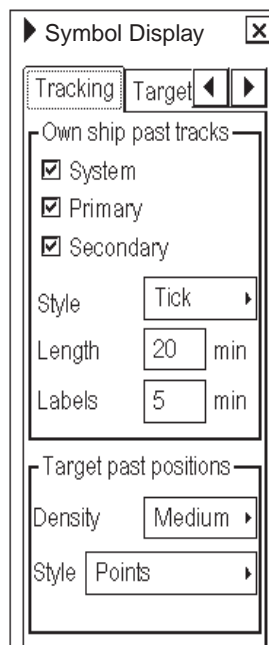 Symbol Display
Tracking Target
Own ship past tracks
System
Primary
Secondary
Style Tick
Length 20 min
Labels 5 min
Target past positions
Density Medium
Style Points